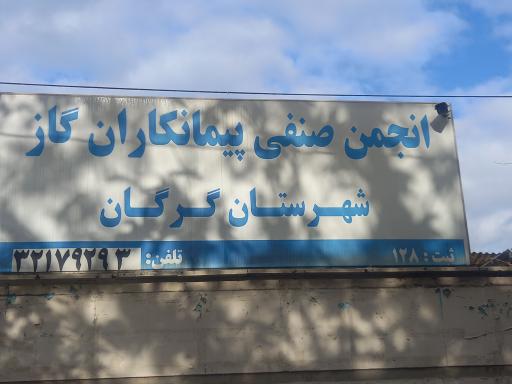 انجمن صنفی پیمانکاران گاز
شهرستان گرگان
ثبت : ۱۲۸
تلفن: ۳۲۱۷۹۲۹۳